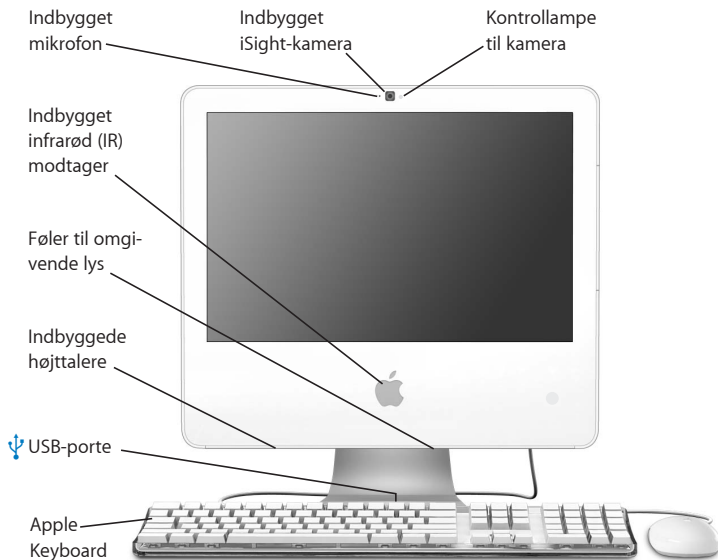 Indbygget
mikrofon
Indbygget
iSight-kamera
Kontrollampe
til kamera
Indbygget
infrarød (IR)
modtager
Føler til omgi-
vende lys
Indbyggede
højttalere
USB-porte
Apple
Keyboard